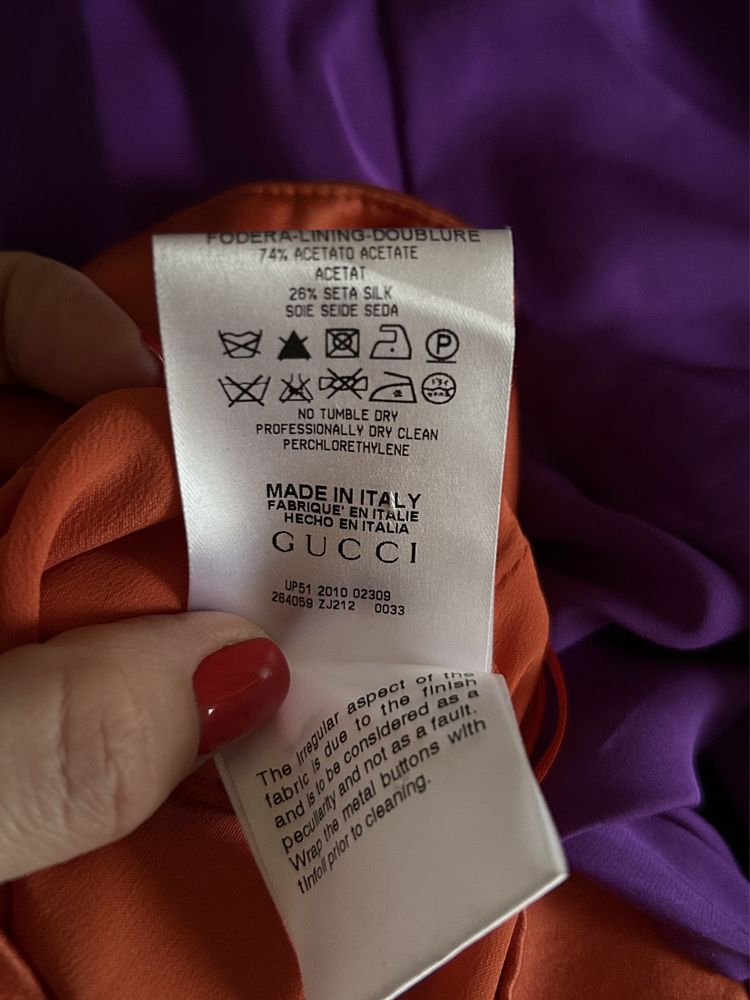 FODERA-LINING-DOUBLURE
74% ACETATO ACETATE
ACETAT
26% SETA SILK
SOIE SEIDE SEDA
P
NO TUMBLE DRY
PROFESSIONALLY DRY CLEAN
PERCHLORETHYLENE
MADE IN ITALY
FABRIQUE' EN ITALIE
HECHO EN ITALIA
GUCCI
UP51 2010 02309
264059 ZJ212 0033
The irregular aspect of the
fabric is due to the finish
and is to be considered as a
peculiarity and not as a fault.
Wrap the metal buttons with
tinfoil prior to cleaning.